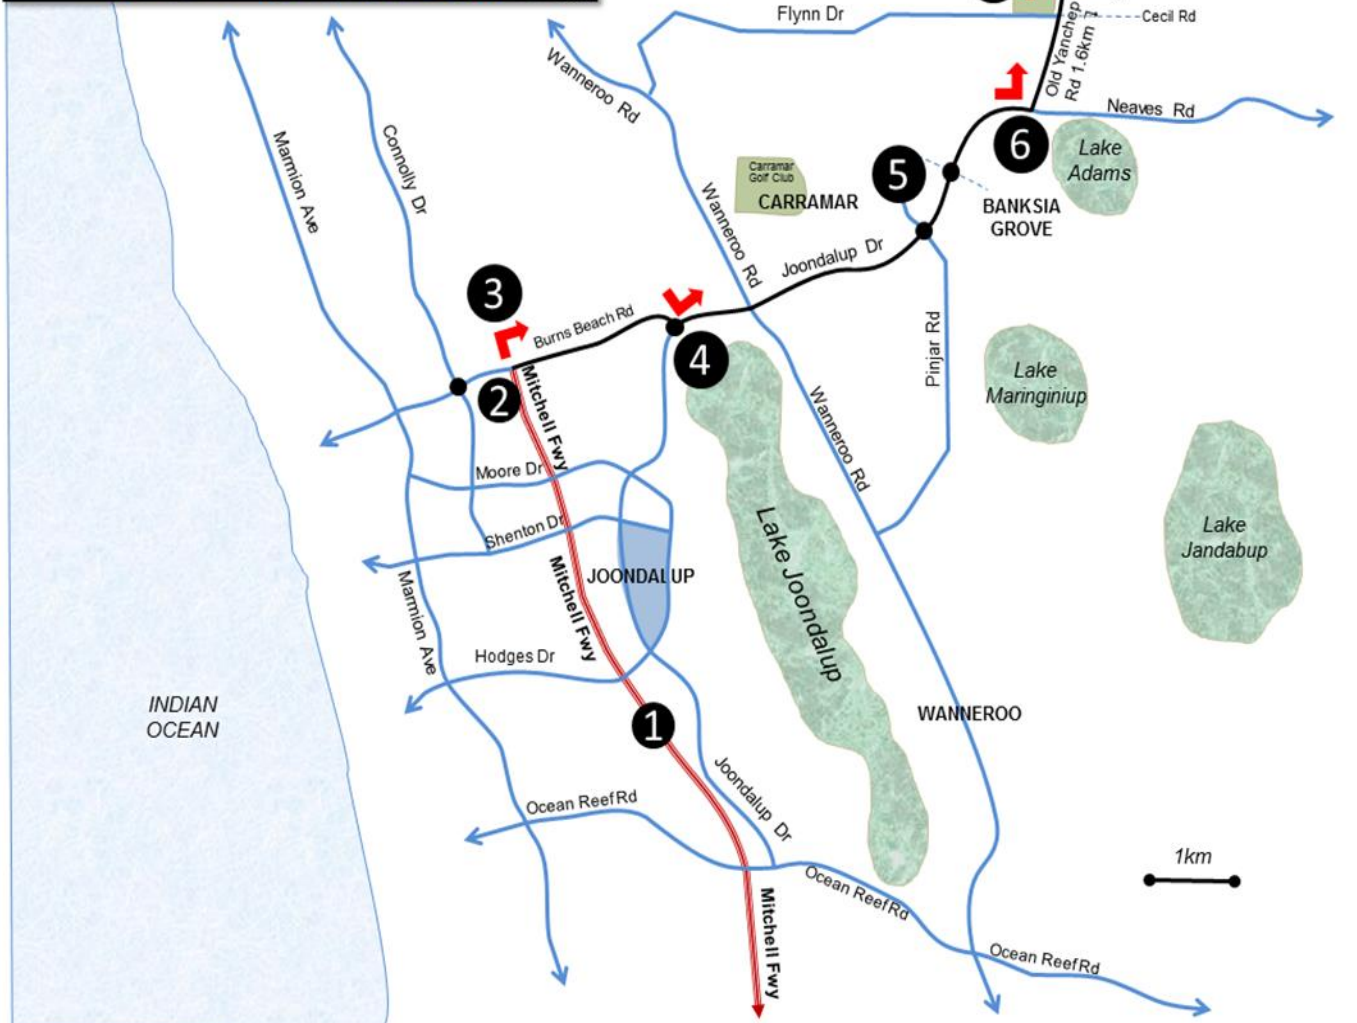 Flynn Dr
Cecil Rd
Old Yanchep
Rd 1.6km
Wanneroo Rd
Neaves Rd
Marmion Ave
Connolly Dr
6
Lake
Adams
5
Carramar
Golf Club
CARRAMAR
Wanneroo Rd
BANKSIA
GROVE
Joondalup Dr
3
Burns Beach Rd
Pinjar Rd
4
2
Mitchell Fwy
Lake
Maringiniup
Wanneroo Rd
Moore Dr
Shenton Dr
Lake
Jandabup
Lake Joondalup
JOONDALUP
Mitchell Fwy
Marmion Ave
Hodges Dr
INDIAN
OCEAN
1
WANNEROO
Joondalup Dr
Ocean Reef Rd
1km
Ocean Reef Rd
Mitchell Fwy
Ocean Reef Rd